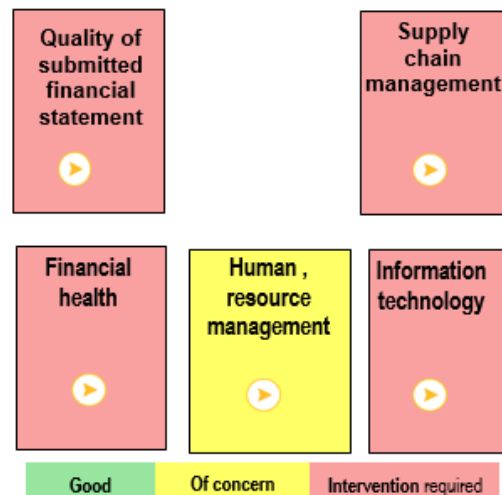 Quality of
submitted
financial
statement
Supply
chain
management
Financial
health
Human ,
resource
management
Information
technology
Good
Of concern
Intervention required